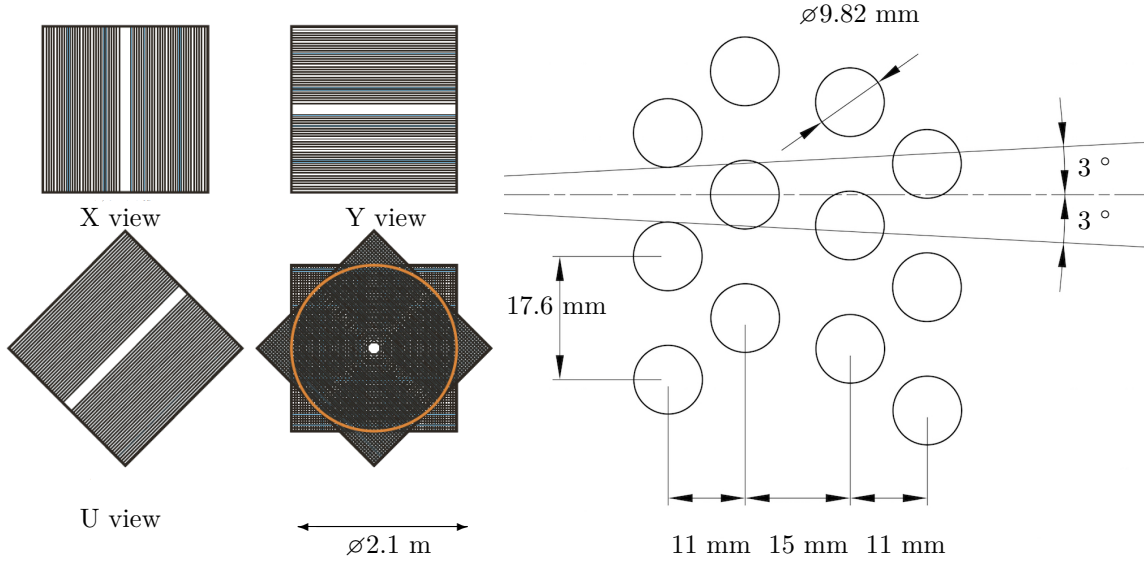 X view
Y view
U view
⌀2.1 m
⌀9.82 mm
3 °
3 °
17.6 mm
11 mm 15 mm 11 mm